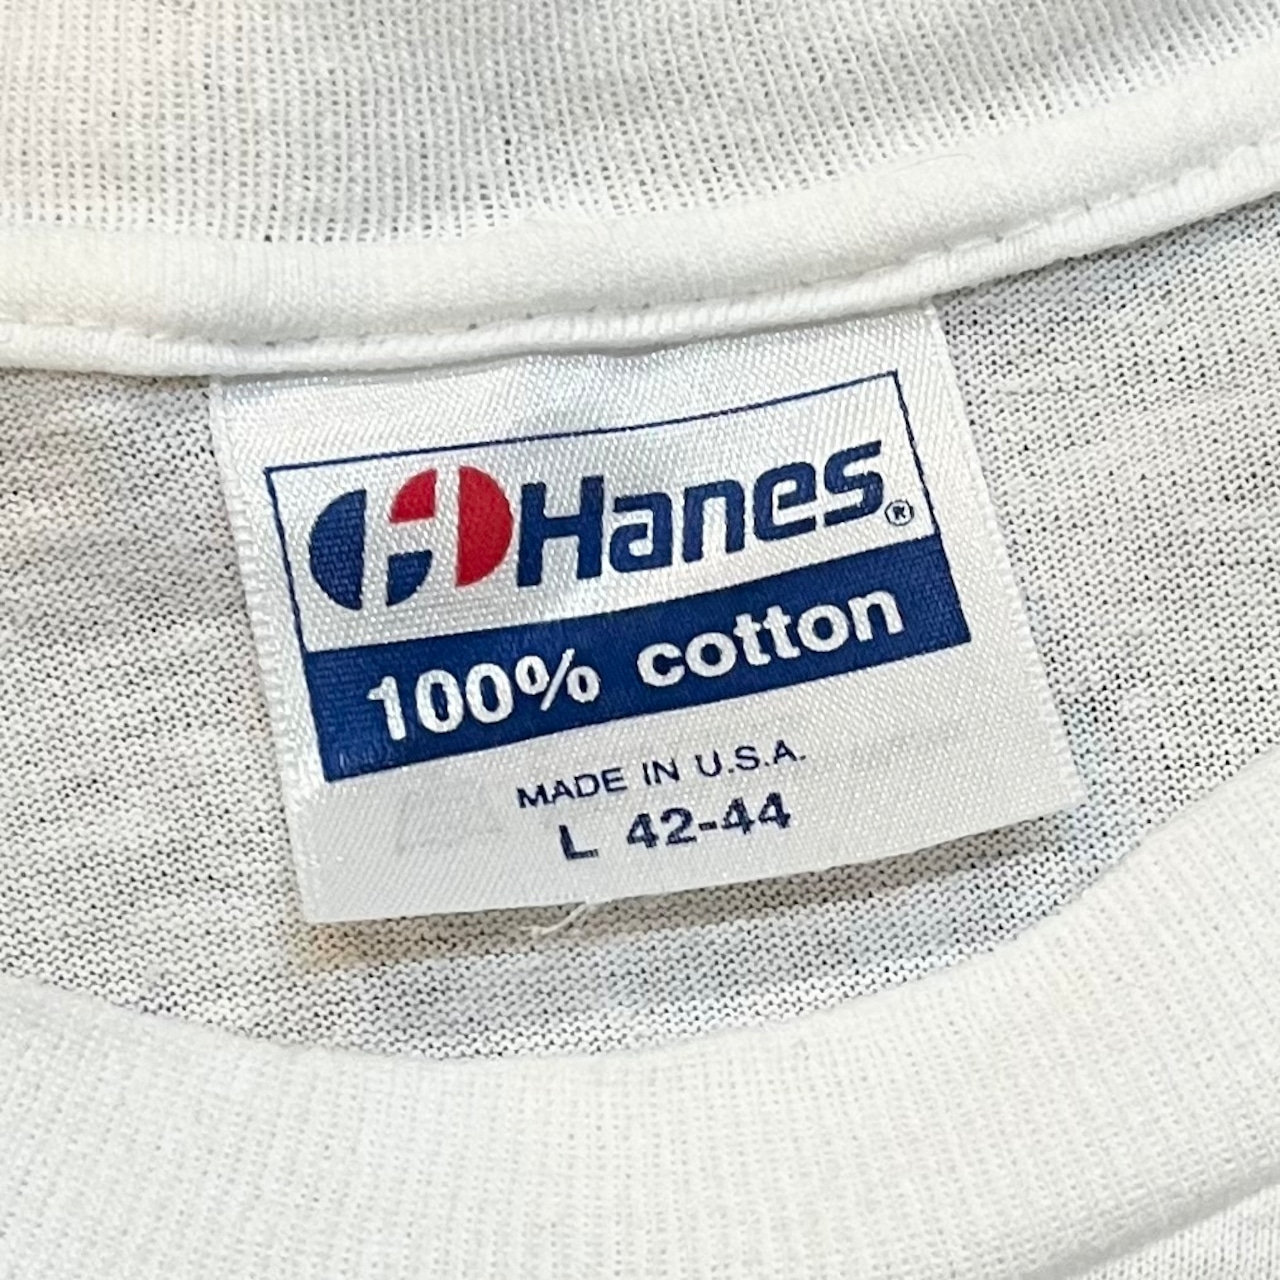 Hanes®
100% cotton
MADE IN U.S.A.
L 42-44